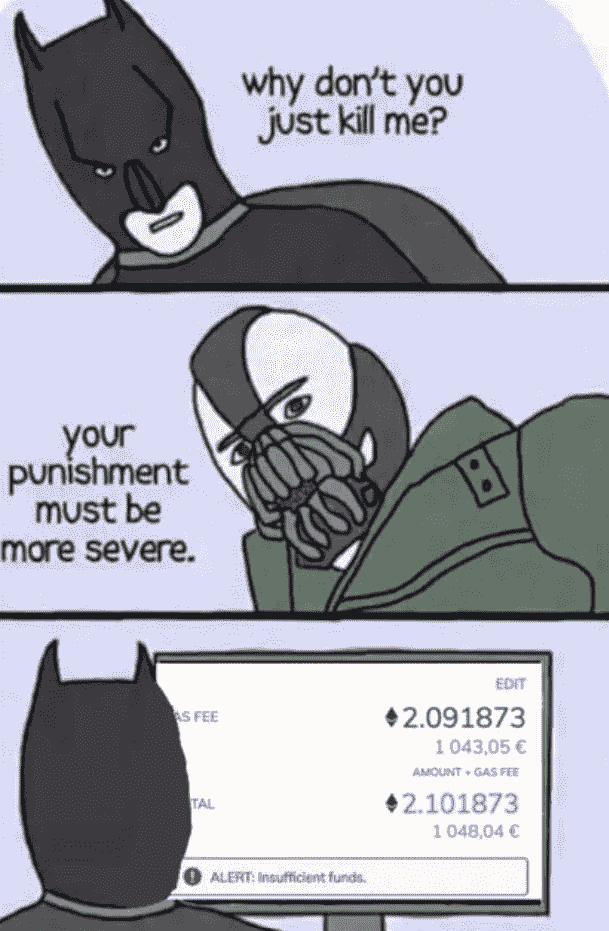 why don't you
just kill me?
your
punishment
must be
more severe.
EDIT
AS FEE
2.091873
1 043,05 €
AMOUNT + GAS FEE
TAL
2.101873
1 048,04 €
ALERT: Insufficient funds.